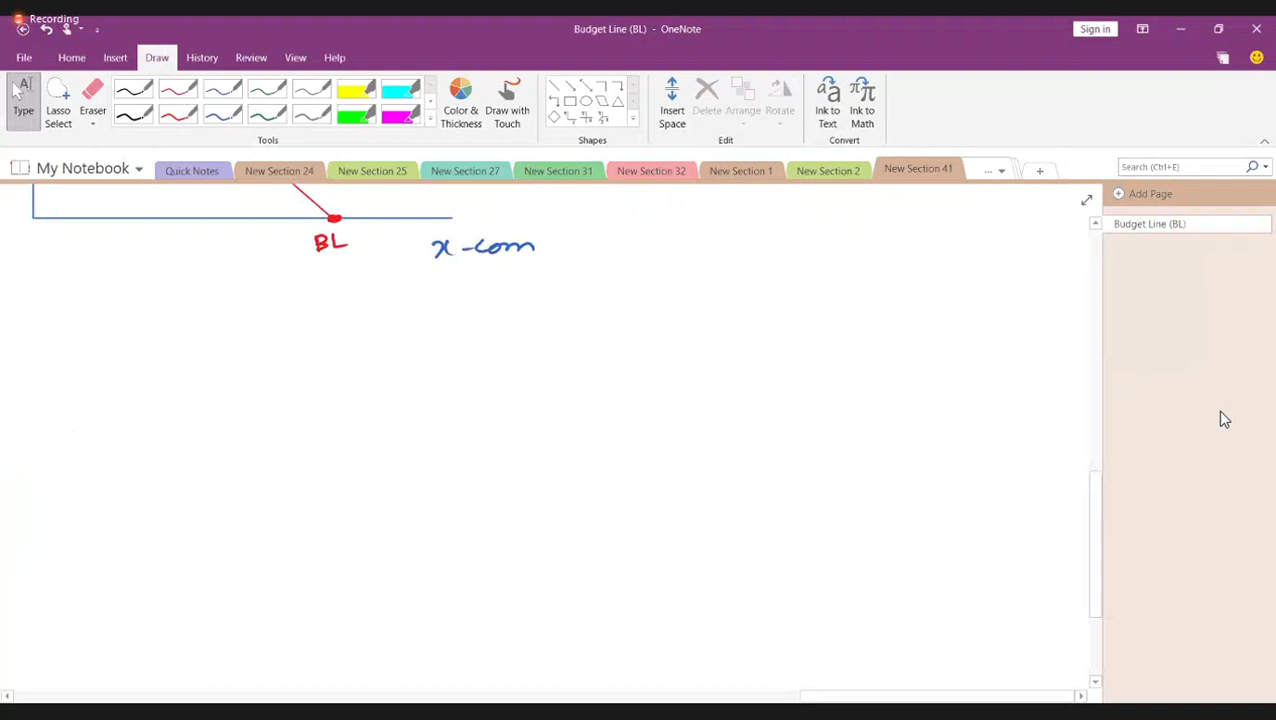 Recording
Budget Line (BL) - OneNote
Sign in
File Home Insert Draw History Review View Help
Type
Lasso Select
Eraser
Color & Thickness
Draw with Touch
Insert Space
Delete
Arrange
Rotate
Ink to Text
Ink to Math
Tools
Shapes
Edit
Convert
My Notebook
Quick Notes
New Section 24
New Section 25
New Section 27
New Section 31
New Section 32
New Section 1
New Section 2
New Section 41
...
Search (Ctrl+E)
Add Page
Budget Line (BL)
BL
x-com